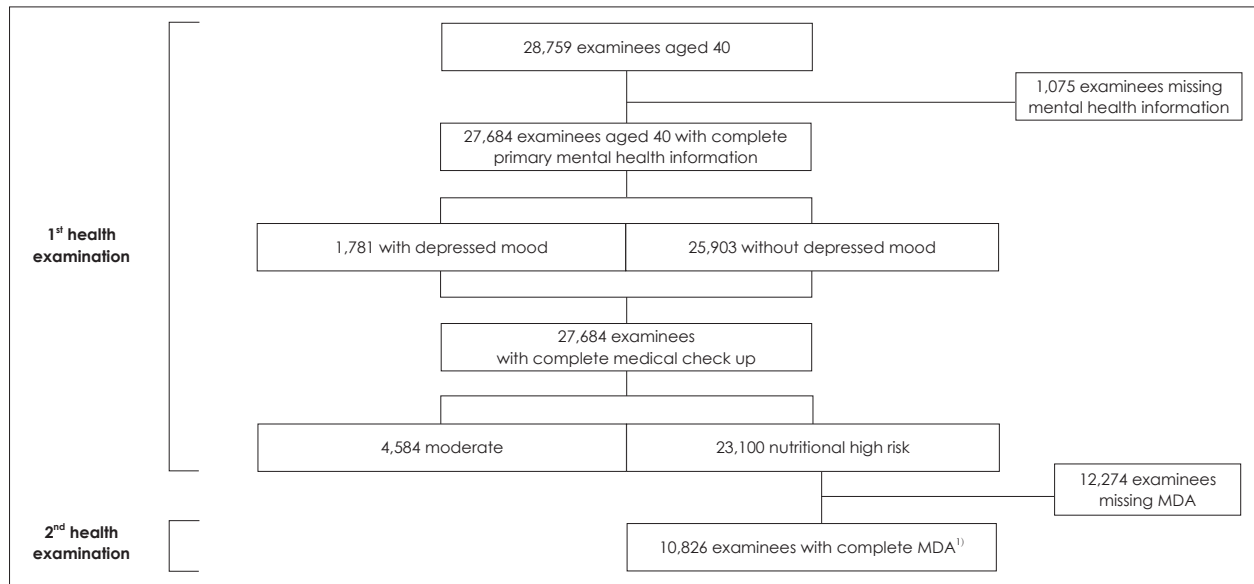 28,759 examinees aged 40
1,075 examinees missing
mental health information
27,684 examinees aged 40 with complete
primary mental health information
1st health
examination
1,781 with depressed mood
25,903 without depressed mood
27,684 examinees
with complete medical check up
4,584 moderate
23,100 nutritional high risk
12,274 examinees
missing MDA
2nd health
examination
10,826 examinees with complete MDA1)